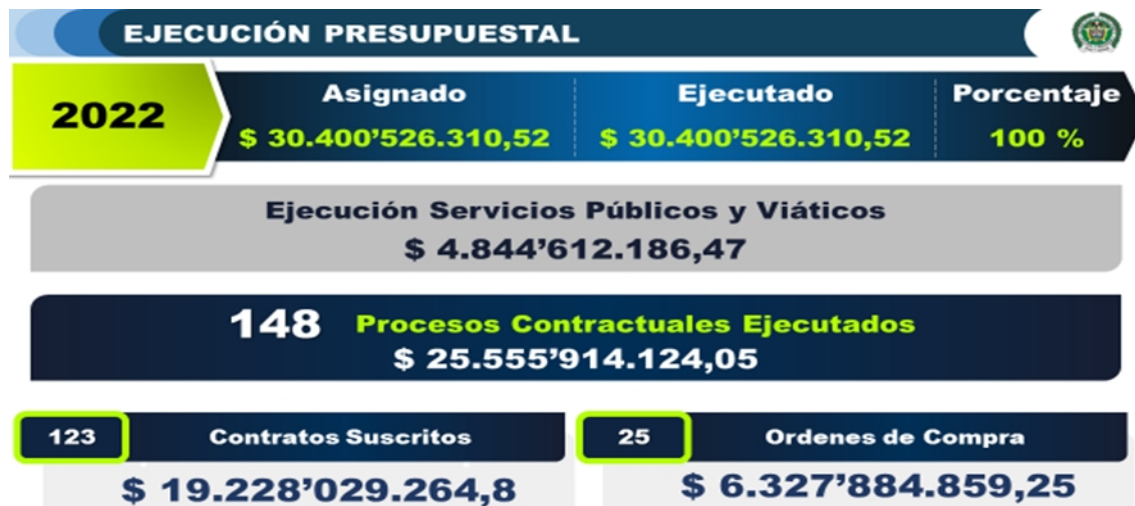 EJECUCIÓN PRESUPUESTAL
2022
Asignado Ejecutado Porcentaje
$ 30.400’526.310,52 $ 30.400’526.310,52 100 %
Ejecución Servicios Públicos y Viáticos
$ 4.844’612.186,47
148 Procesos Contractuales Ejecutados
$ 25.555’914.124,05
123 Contratos Suscritos 25 Ordenes de Compra
$ 19.228’029.264,8 $ 6.327’884.859,25